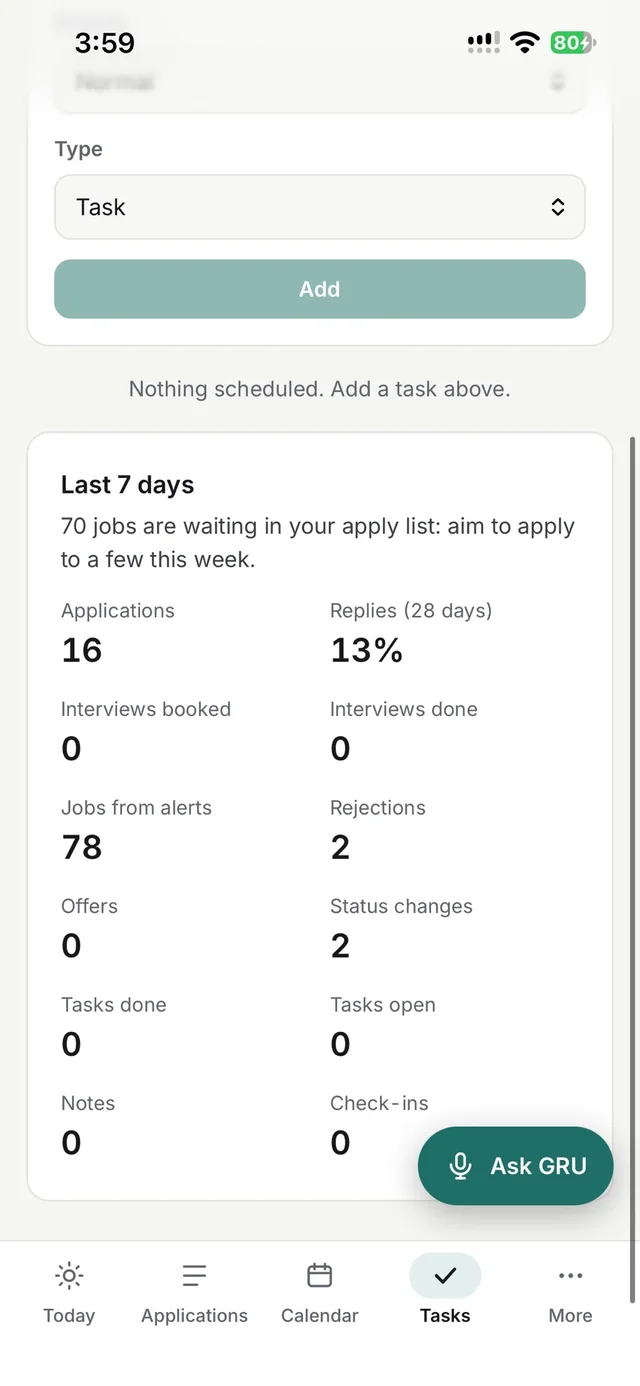 3:59
80
Normal
Type
Task
Add
Nothing scheduled. Add a task above.
Last 7 days
70 jobs are waiting in your apply list: aim to apply
to a few this week.
Applications
Replies (28 days)
16
13%
Interviews booked
Interviews done
0
0
Jobs from alerts
Rejections
78
2
Offers
Status changes
0
2
Tasks done
Tasks open
0
0
Notes
Check-ins
0
0
Ask GRU
Today
Applications
Calendar
Tasks
More